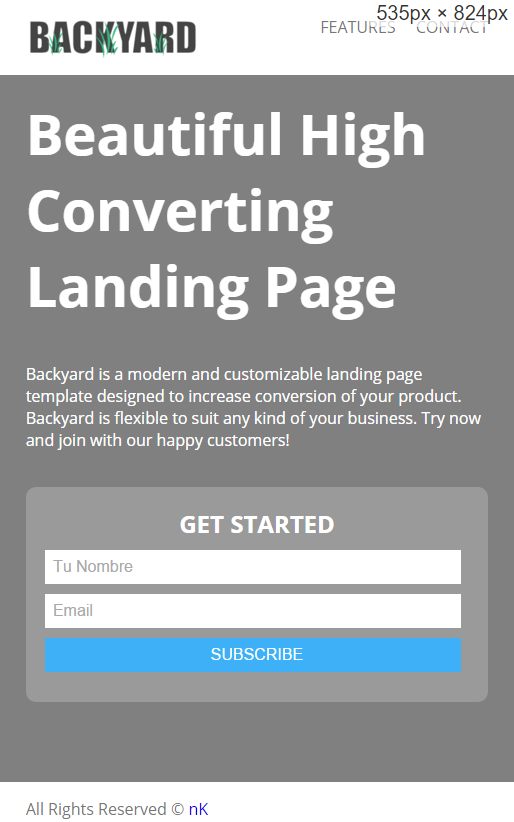 535px × 824px
BACKYARD
FEATURES CONTACT
Beautiful High
Converting
Landing Page
Backyard is a modern and customizable landing page
template designed to increase conversion of your product.
Backyard is flexible to suit any kind of your business. Try now
and join with our happy customers!
GET STARTED
Tu Nombre
Email
SUBSCRIBE
All Rights Reserved © nK